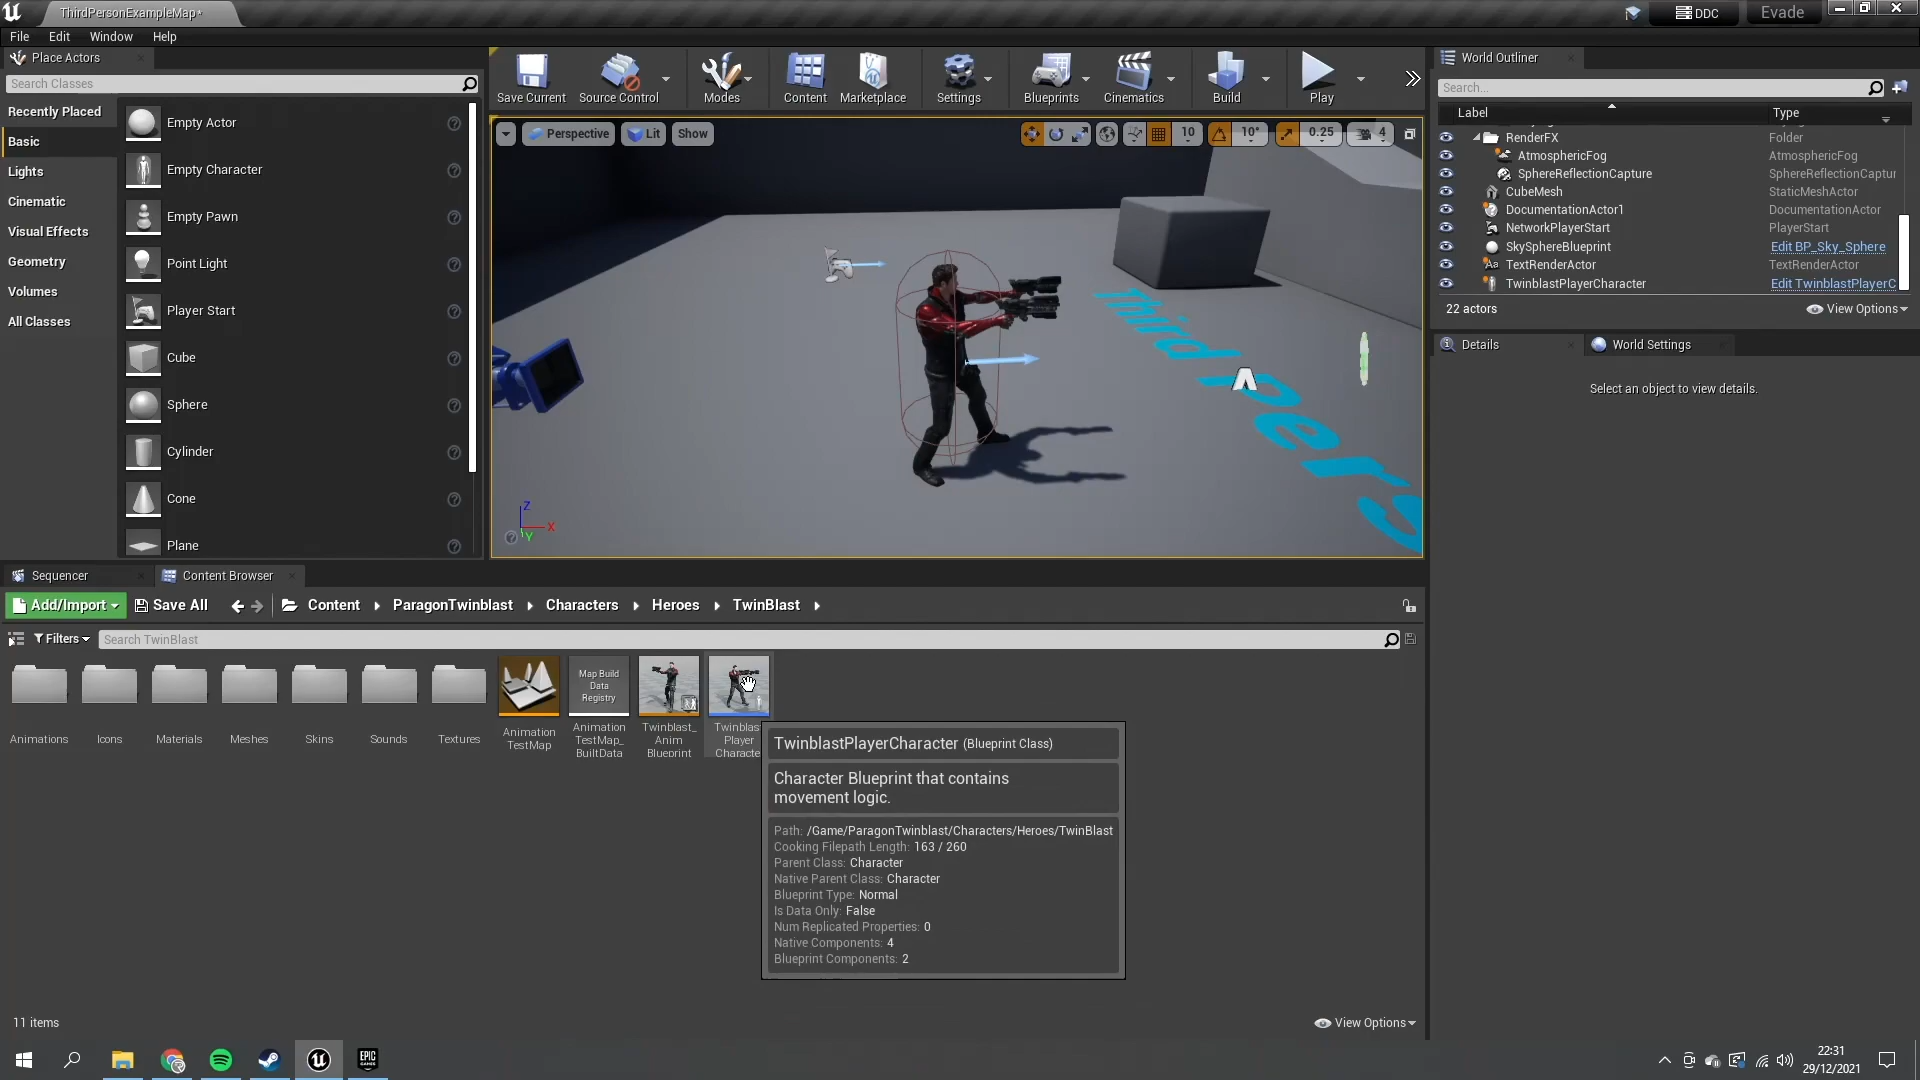 ThirdPersonExampleMap*
DDC
Evade
File Edit Window Help
Place Actors
Search Classes
Recently Placed
Basic
Lights
Cinematic
Visual Effects
Geometry
Volumes
All Classes
Empty Actor
Empty Character
Empty Pawn
Point Light
Player Start
Cube
Sphere
Cylinder
Cone
Plane
Save Current Source Control Modes Content Marketplace Settings Blueprints Cinematics Build Play
Perspective Lit Show 10 10° 0.25 4
Third Pers
Z
X
Y
World Outliner
Search...
Label Type
RenderFX Folder
AtmosphericFog AtmosphericFog
SphereReflectionCapture SphereReflectionCaptur
CubeMesh StaticMeshActor
DocumentationActor1 DocumentationActor
NetworkPlayerStart PlayerStart
SkySphereBlueprint Edit BP_Sky_Sphere
TextRenderActor TextRenderActor
TwinblastPlayerCharacter Edit TwinblastPlayerC
22 actors View Options
Details World Settings
Select an object to view details.
Sequencer Content Browser
Add/Import Save All Content ParagonTwinblast Characters Heroes TwinBlast
Filters Search TwinBlast
Animations
Icons
Materials
Meshes
Skins
Sounds
Textures
Animation
TestMap
Map Build
Data
Registry
Animation
TestMap_
BuiltData
Twinblast_
Anim
Blueprint
Twinblas
Player
Characte
TwinblastPlayerCharacter (Blueprint Class)
Character Blueprint that contains
movement logic.
Path: /Game/ParagonTwinblast/Characters/Heroes/TwinBlast
Cooking Filepath Length: 163 / 260
Parent Class: Character
Native Parent Class: Character
Blueprint Type: Normal
Is Data Only: False
Num Replicated Properties: 0
Native Components: 4
Blueprint Components: 2
11 items View Options
EPIC
GAMES
22:31
29/12/2021